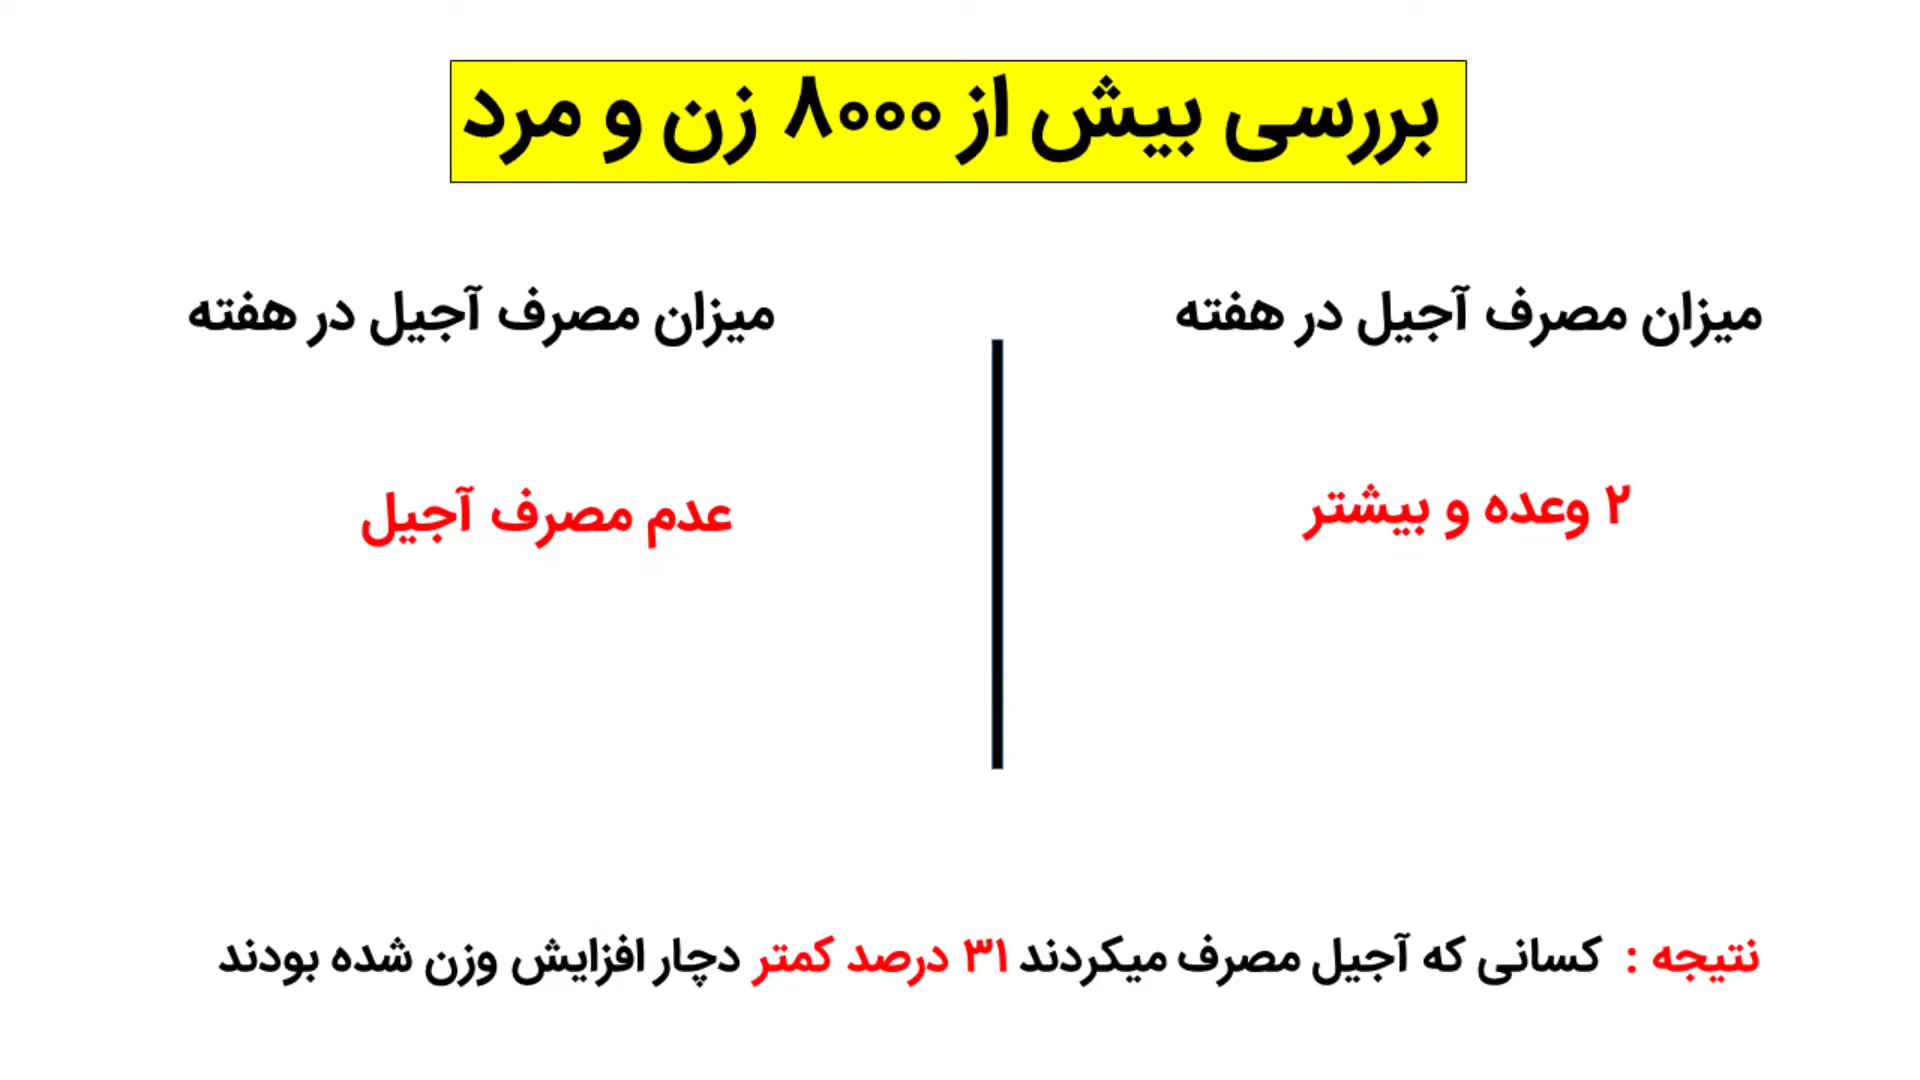 بررسی بیش از ۸۰۰۰ زن و مرد
میزان مصرف آجیل در هفته
۲ وعده و بیشتر
میزان مصرف آجیل در هفته
عدم مصرف آجیل
نتیجه : کسانی که آجیل مصرف میکردند ۳۱ درصد کمتر دچار افزایش وزن شده بودند